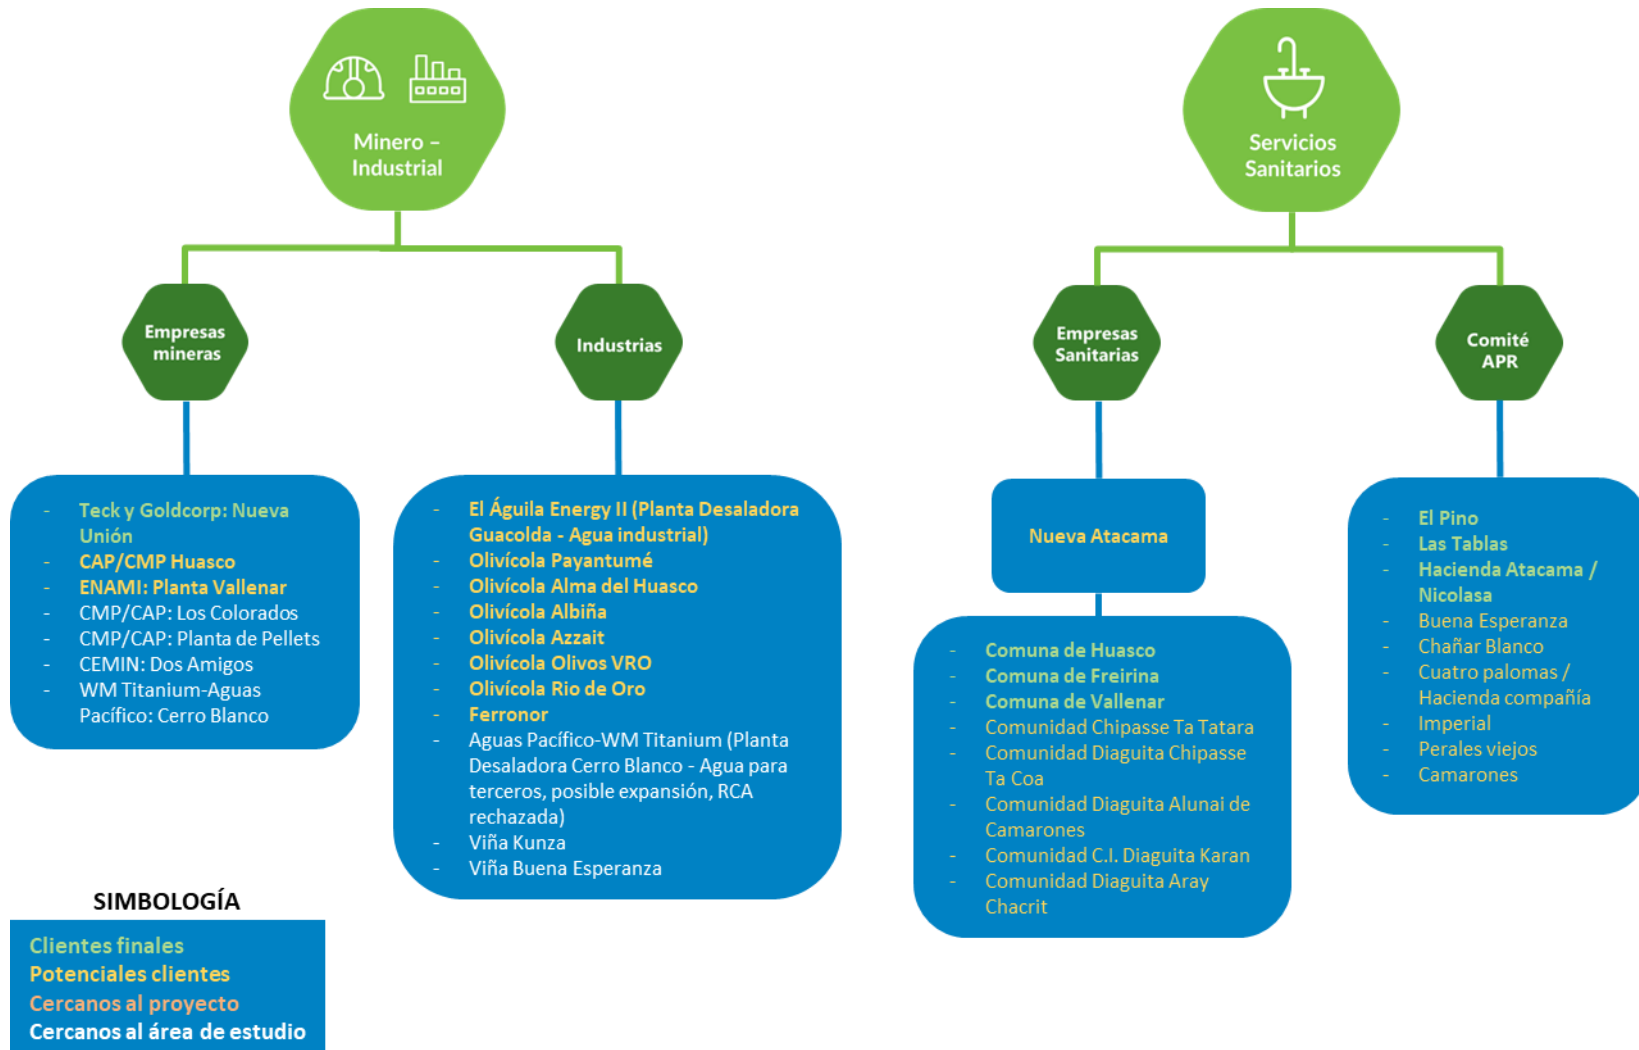 Minero –
Industrial
Servicios
Sanitarios
Empresas
mineras
Industrias
Empresas
Sanitarias
Comité
APR
- Teck y Goldcorp: Nueva
Unión
- CAP/CMP Huasco
- ENAMI: Planta Vallenar
- CMP/CAP: Los Colorados
- CMP/CAP: Planta de Pellets
- CEMIN: Dos Amigos
- WM Titanium-Aguas
Pacífico: Cerro Blanco
- El Águila Energy II (Planta Desaladora
Guacolda - Agua industrial)
- Olivícola Payantumé
- Olivícola Alma del Huasco
- Olivícola Albiña
- Olivícola Azzait
- Olivícola Olivos VRO
- Olivícola Rio de Oro
- Ferronor
- Aguas Pacífico-WM Titanium (Planta
Desaladora Cerro Blanco - Agua para
terceros, posible expansión, RCA
rechazada)
- Viña Kunza
- Viña Buena Esperanza
Nueva Atacama
- Comuna de Huasco
- Comuna de Freirina
- Comuna de Vallenar
- Comunidad Chipasse Ta Tatara
- Comunidad Diaguita Chipasse
Ta Coa
- Comunidad Diaguita Alunai de
Camarones
- Comunidad C.I. Diaguita Karan
- Comunidad Diaguita Aray
Chacrit
- El Pino
- Las Tablas
- Hacienda Atacama /
Nicolasa
- Buena Esperanza
- Chañar Blanco
- Cuatro palomas /
Hacienda compañía
- Imperial
- Perales viejos
- Camarones
SIMBOLOGÍA
Clientes finales
Potenciales clientes
Cercanos al proyecto
Cercanos al área de estudio